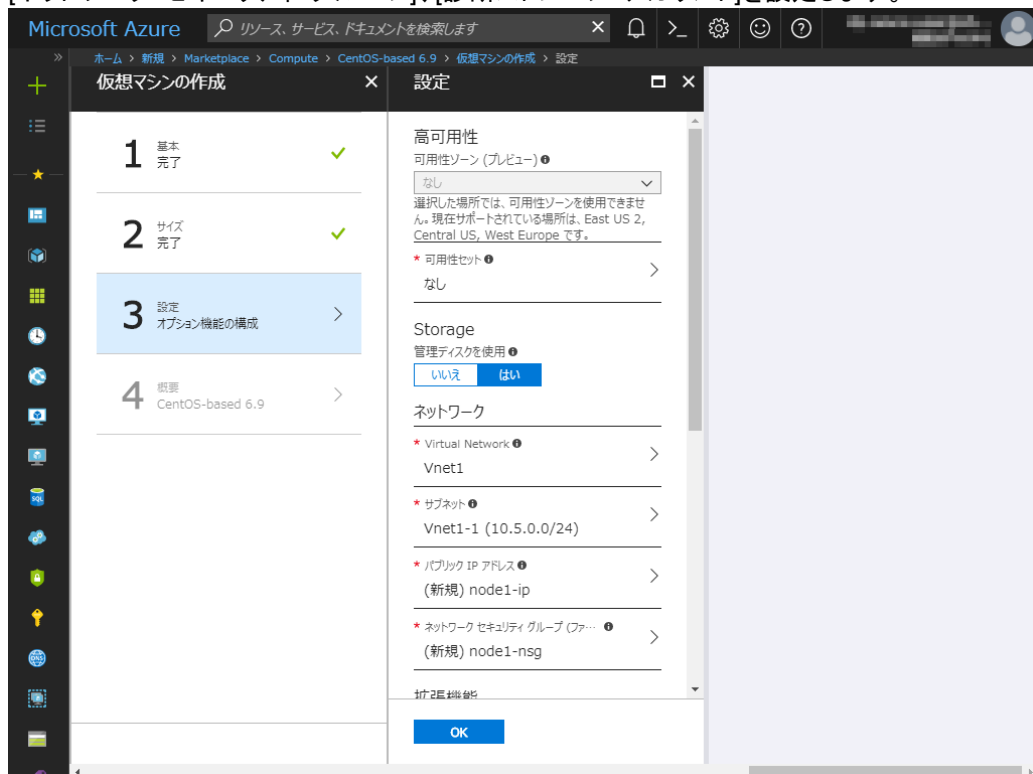 Microsoft Azure
リソース、サービス、ドキュメントを検索します
ホーム > 新規 > Marketplace > Compute > CentOS-based 6.9 > 仮想マシンの作成 > 設定
仮想マシンの作成
1
基本
完了
2
サイズ
完了
3
設定
オプション機能の構成
4
概要
CentOS-based 6.9
設定
高可用性
可用性ゾーン (プレビュー)
なし
選択した場所では、可用性ゾーンを使用できませ
ん。現在サポートされている場所は、East US 2,
Central US, West Europe です。
* 可用性セット
なし
Storage
管理ディスクを使用
いいえ はい
ネットワーク
* Virtual Network
Vnet1
* サブネット
Vnet1-1 (10.5.0.0/24)
* パブリック IP アドレス
(新規) node1-ip
* ネットワーク セキュリティ グループ (ファ…
(新規) node1-nsg
拡張機能
OK